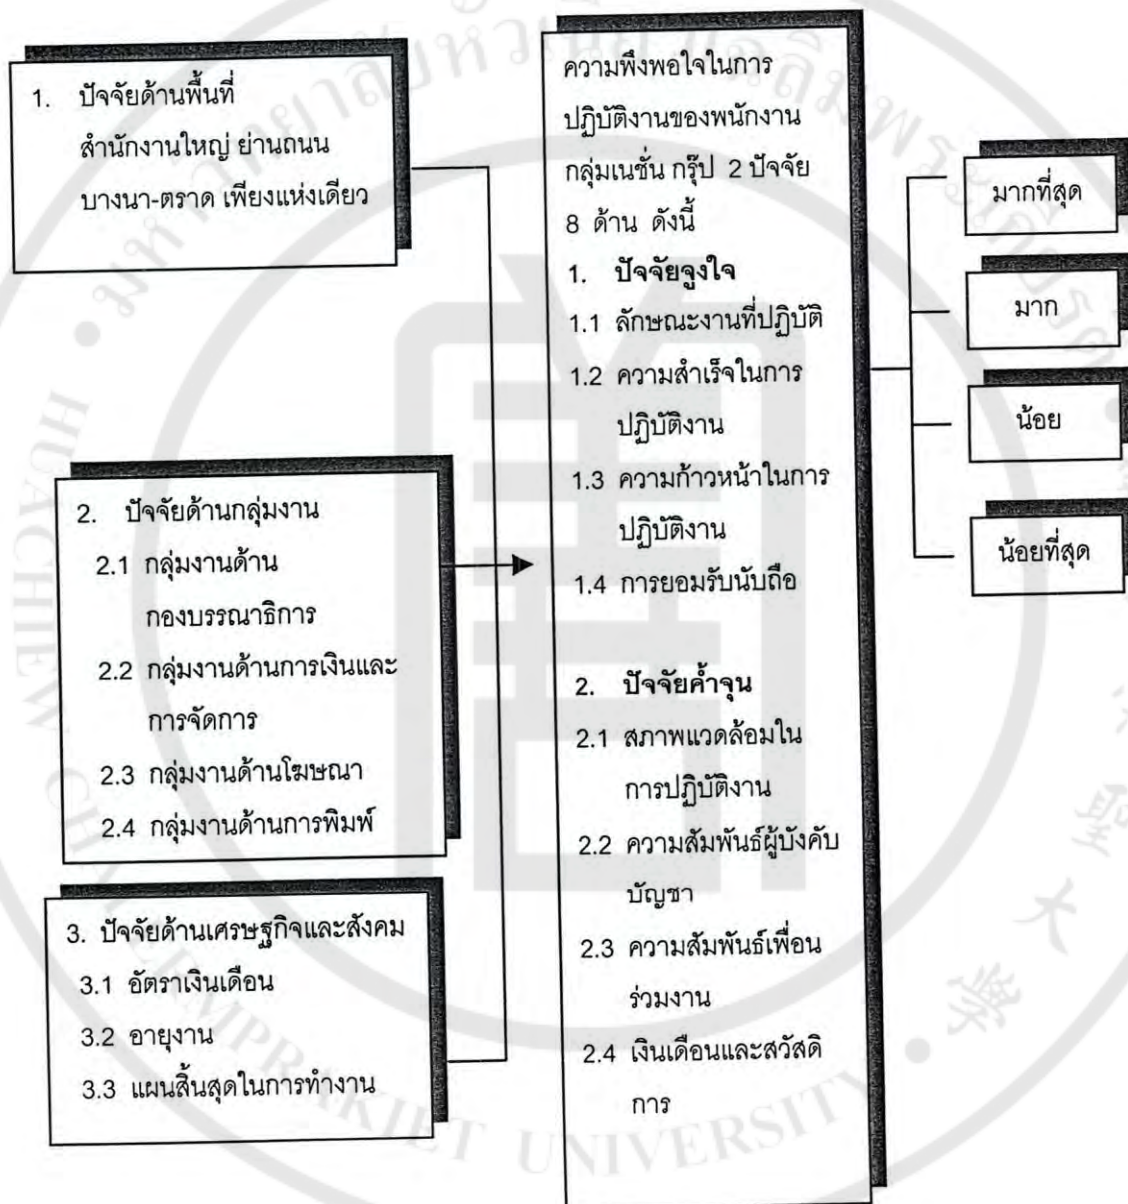 1. ปัจจัยด้านพื้นที่
สำนักงานใหญ่ ย่านถนน
บางนา-ตราด เพียงแห่งเดียว
2. ปัจจัยด้านกลุ่มงาน
2.1 กลุ่มงานด้าน
กองบรรณาธิการ
2.2 กลุ่มงานด้านการเงินและ
การจัดการ
2.3 กลุ่มงานด้านโฆษณา
2.4 กลุ่มงานด้านการพิมพ์
3. ปัจจัยด้านเศรษฐกิจและสังคม
3.1 อัตราเงินเดือน
3.2 อายุงาน
3.3 แผนสิ้นสุดในการทำงาน
ความพึงพอใจในการ
ปฏิบัติงานของพนักงาน
กลุ่มเนชั่น กรุ๊ป 2 ปัจจัย
8 ด้าน ดังนี้
1. ปัจจัยจูงใจ
1.1 ลักษณะงานที่ปฏิบัติ
1.2 ความสำเร็จในการ
ปฏิบัติงาน
1.3 ความก้าวหน้าในการ
ปฏิบัติงาน
1.4 การยอมรับนับถือ
2. ปัจจัยค้ำจุน
2.1 สภาพแวดล้อมใน
การปฏิบัติงาน
2.2 ความสัมพันธ์ผู้บังคับ
บัญชา
2.3 ความสัมพันธ์เพื่อน
ร่วมงาน
2.4 เงินเดือนและสวัสดิ
การ
มากที่สุด
มาก
น้อย
น้อยที่สุด
HUACHIEW
UNIVERSITY
聖
大
學